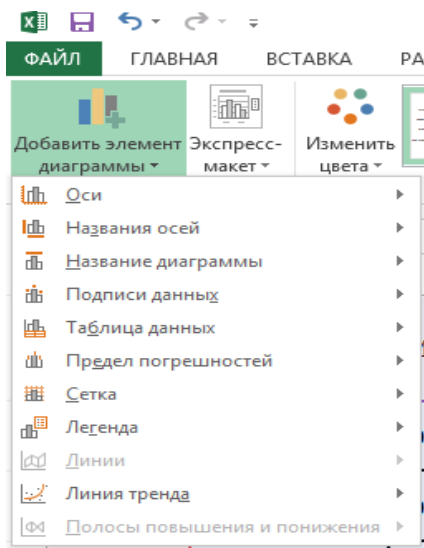 ФАЙЛ ГЛАВНАЯ ВСТАВКА РА
Добавить элемент диаграммы
Экспресс-макет
Изменить цвета
Оси
Названия осей
Название диаграммы
Подписи данных
Таблица данных
Предел погрешностей
Сетка
Легенда
Линии
Линия тренда
Полосы повышения и понижения